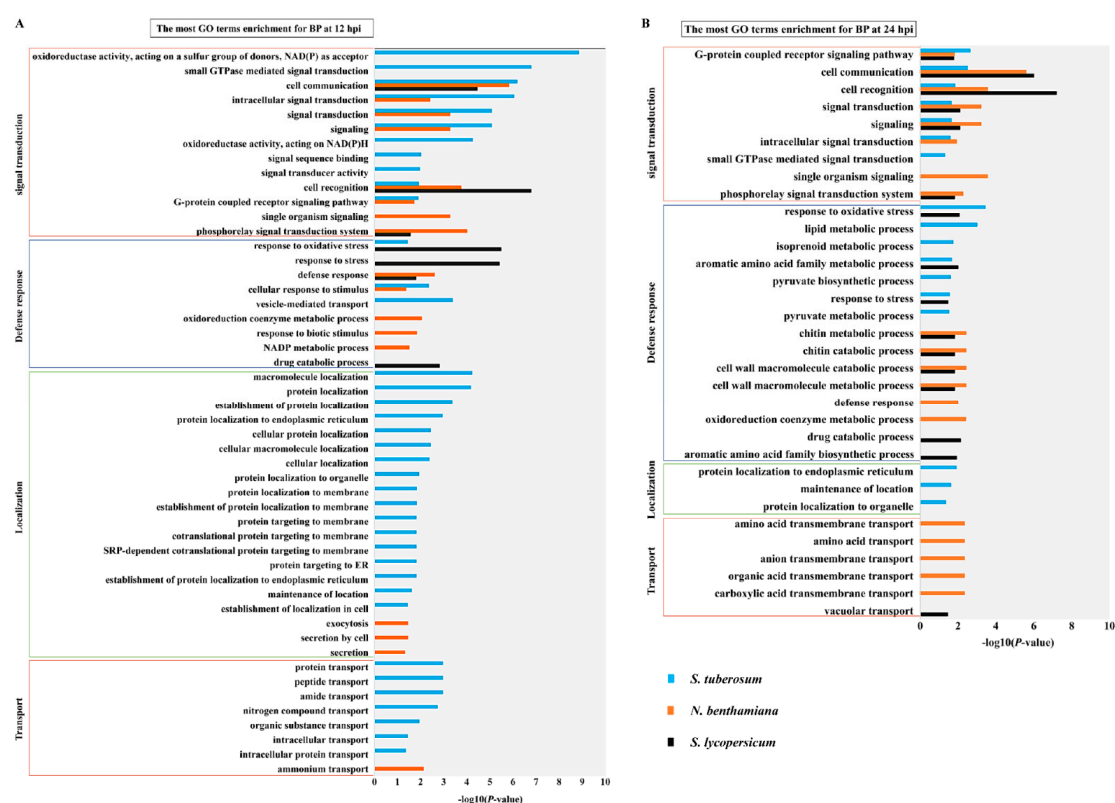 A
The most GO terms enrichment for BP at 12 hpi
signal transduction
oxidoreductase activity, acting on a sulfur group of donors, NAD(P) as acceptor
small GTPase mediated signal transduction
cell communication
intracellular signal transduction
signal transduction
signaling
oxidoreductase activity, acting on NAD(P)H
signal sequence binding
signal transducer activity
cell recognition
G-protein coupled receptor signaling pathway
single organism signaling
phosphorelay signal transduction system
Defense response
response to oxidative stress
response to stress
defense response
cellular response to stimulus
vesicle-mediated transport
oxidoreduction coenzyme metabolic process
response to biotic stimulus
NADP metabolic process
drug catabolic process
Localization
macromolecule localization
protein localization
establishment of protein localization
protein localization to endoplasmic reticulum
cellular protein localization
cellular macromolecule localization
cellular localization
protein localization to organelle
protein localization to membrane
establishment of protein localization to membrane
protein targeting to membrane
cotranslational protein targeting to membrane
SRP-dependent cotranslational protein targeting to membrane
protein targeting to ER
establishment of protein localization to endoplasmic reticulum
maintenance of location
establishment of localization in cell
exocytosis
secretion by cell
secretion
Transport
protein transport
peptide transport
amide transport
nitrogen compound transport
organic substance transport
intracellular transport
intracellular protein transport
ammonium transport
0 1 2 3 4 5 6 7 8 9 10
-log10(P-value)
B
The most GO terms enrichment for BP at 24 hpi
signal transduction
G-protein coupled receptor signaling pathway
cell communication
cell recognition
signal transduction
signaling
intracellular signal transduction
small GTPase mediated signal transduction
single organism signaling
phosphorelay signal transduction system
Defense response
response to oxidative stress
lipid metabolic process
isoprenoid metabolic process
aromatic amino acid family metabolic process
pyruvate biosynthetic process
response to stress
pyruvate metabolic process
chitin metabolic process
chitin catabolic process
cell wall macromolecule catabolic process
cell wall macromolecule metabolic process
defense response
oxidoreduction coenzyme metabolic process
drug catabolic process
aromatic amino acid family biosynthetic process
Localization
protein localization to endoplasmic reticulum
maintenance of location
protein localization to organelle
Transport
amino acid transmembrane transport
amino acid transport
anion transmembrane transport
organic acid transmembrane transport
carboxylic acid transmembrane transport
vacuolar transport
0 2 4 6 8 10
-log10(P-value)
S. tuberosum
N. benthamiana
S. lycopersicum